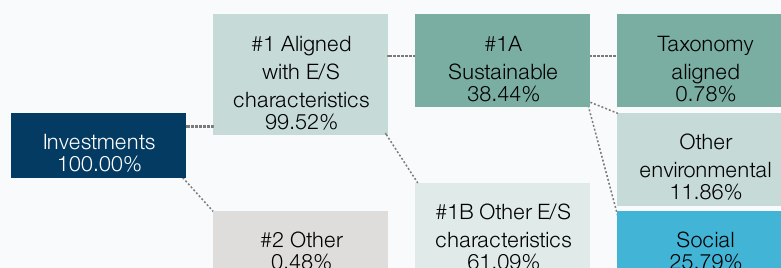 #1 Aligned
with E/S
characteristics
99.52%
#1A
Sustainable
38.44%
Taxonomy
aligned
0.78%
Investments
100.00%
Other
environmental
11.86%
#2 Other
0.48%
#1B Other E/S
characteristics
61.09%
Social
25.79%